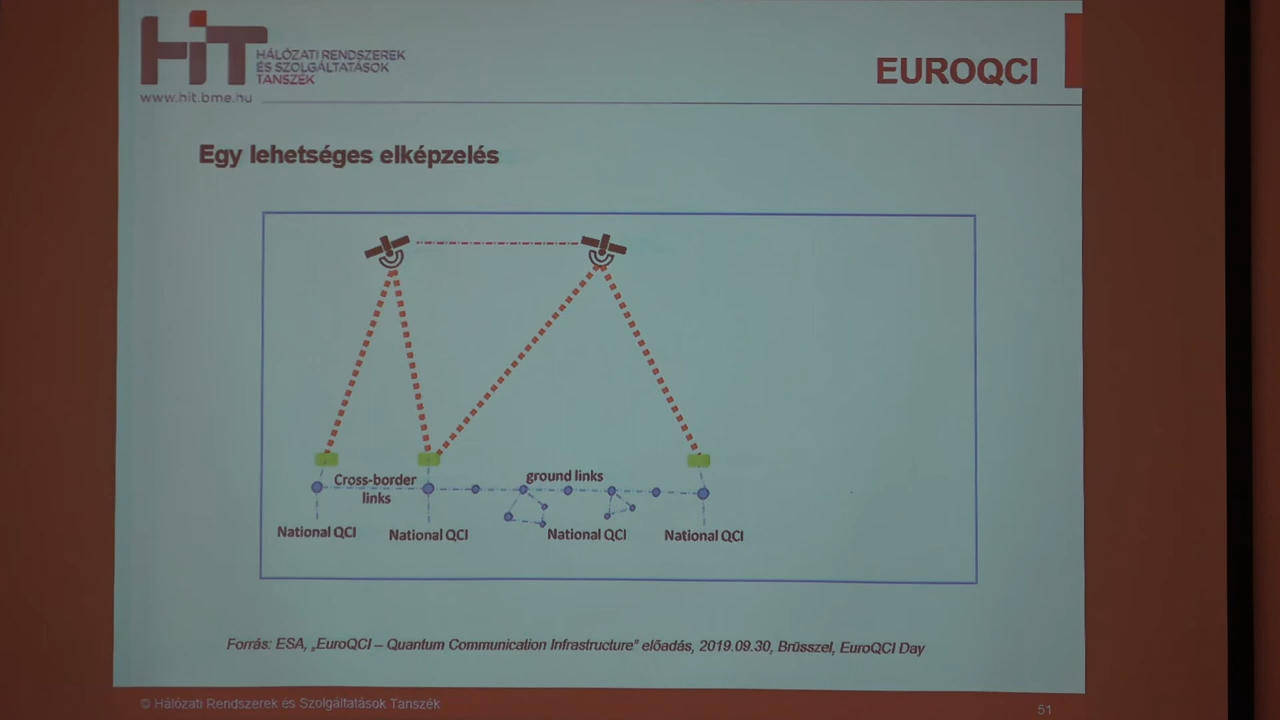 HiT
HÁLÓZATI RENDSZEREK
ÉS SZOLGÁLTATÁSOK
TANSZÉK
www.hit.bme.hu
EUROQCI
Egy lehetséges elképzelés
Cross-border
links
ground links
National QCI
National QCI
National QCI
National QCI
Forrás: ESA, „EuroQCI – Quantum Communication Infrastructure” előadás, 2019.09.30, Brüsszel, EuroQCI Day
© Hálózati Rendszerek és Szolgáltatások Tanszék
51